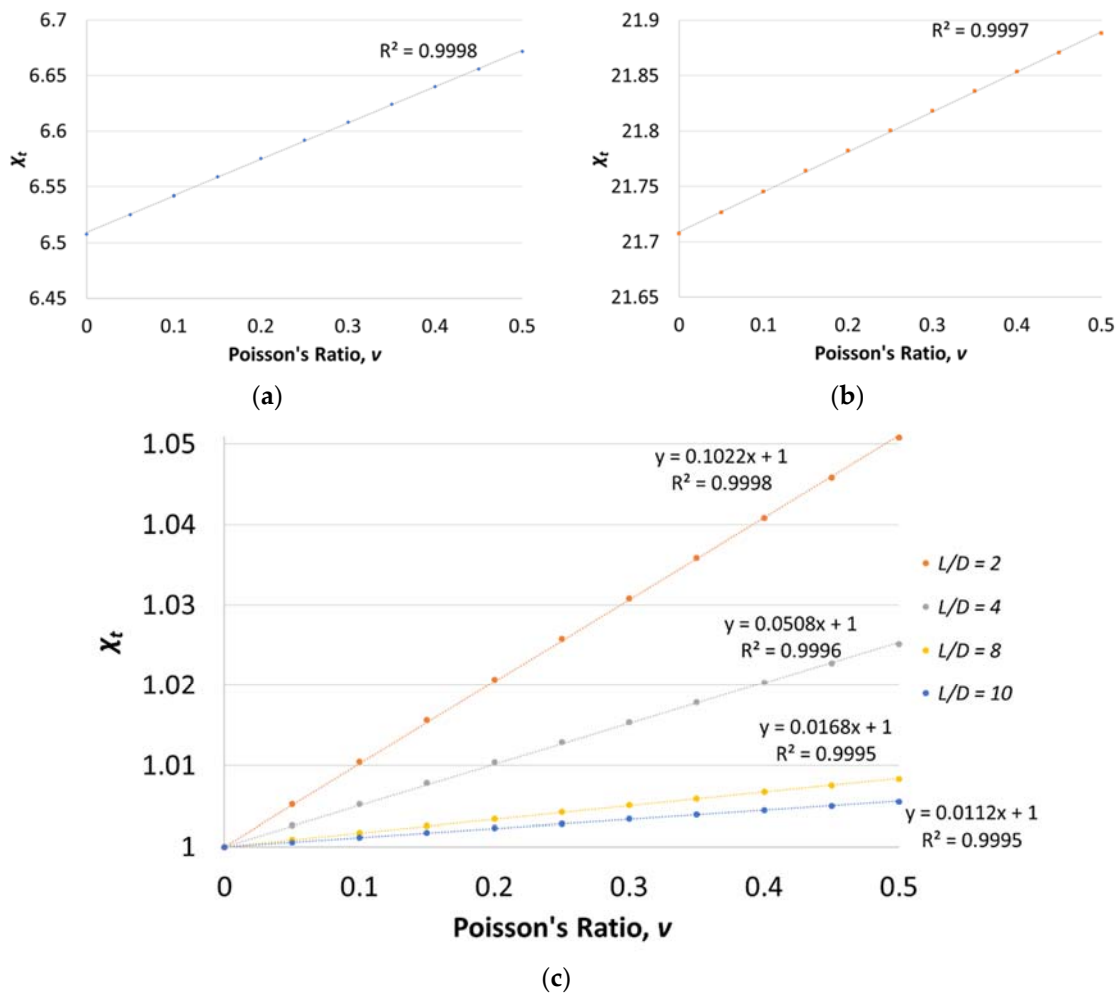 6.7
6.65
6.6
6.55
6.5
6.45
χt
R² = 0.9998
0 0.1 0.2 0.3 0.4 0.5
Poisson's Ratio, v
(a)
21.9
21.85
21.8
21.75
21.7
21.65
χt
R² = 0.9997
0 0.1 0.2 0.3 0.4 0.5
Poisson's Ratio, v
(b)
1.05
1.04
1.03
1.02
1.01
1
χt
y = 0.1022x + 1
R² = 0.9998
y = 0.0508x + 1
R² = 0.9996
y = 0.0168x + 1
R² = 0.9995
y = 0.0112x + 1
R² = 0.9995
L/D = 2
L/D = 4
L/D = 8
L/D = 10
0 0.1 0.2 0.3 0.4 0.5
Poisson's Ratio, v
(c)